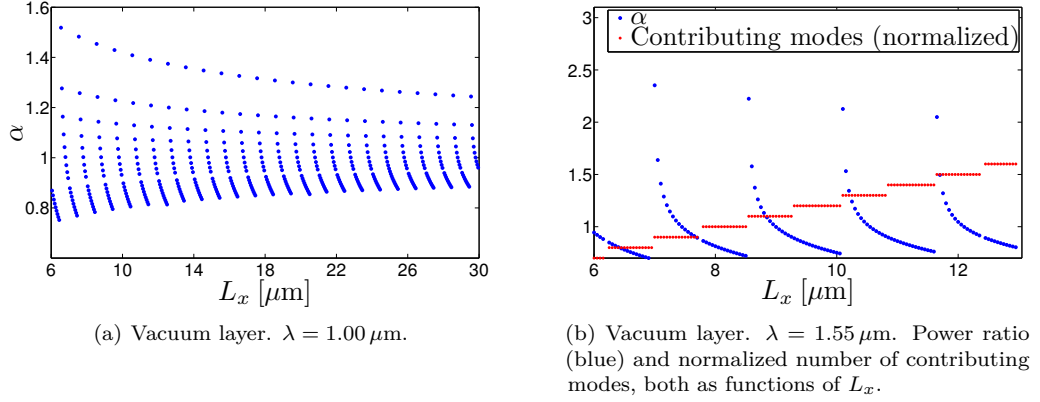 1.6
1.4
1.2
1
0.8
α
6
10
14
18
22
26
30
L_x [μm]
(a) Vacuum layer. λ = 1.00 μm.
α
Contributing modes (normalized)
3
2.5
2
1.5
1
6
8
10
12
L_x [μm]
(b) Vacuum layer. λ = 1.55 μm. Power ratio
(blue) and normalized number of contributing
modes, both as functions of L_x.